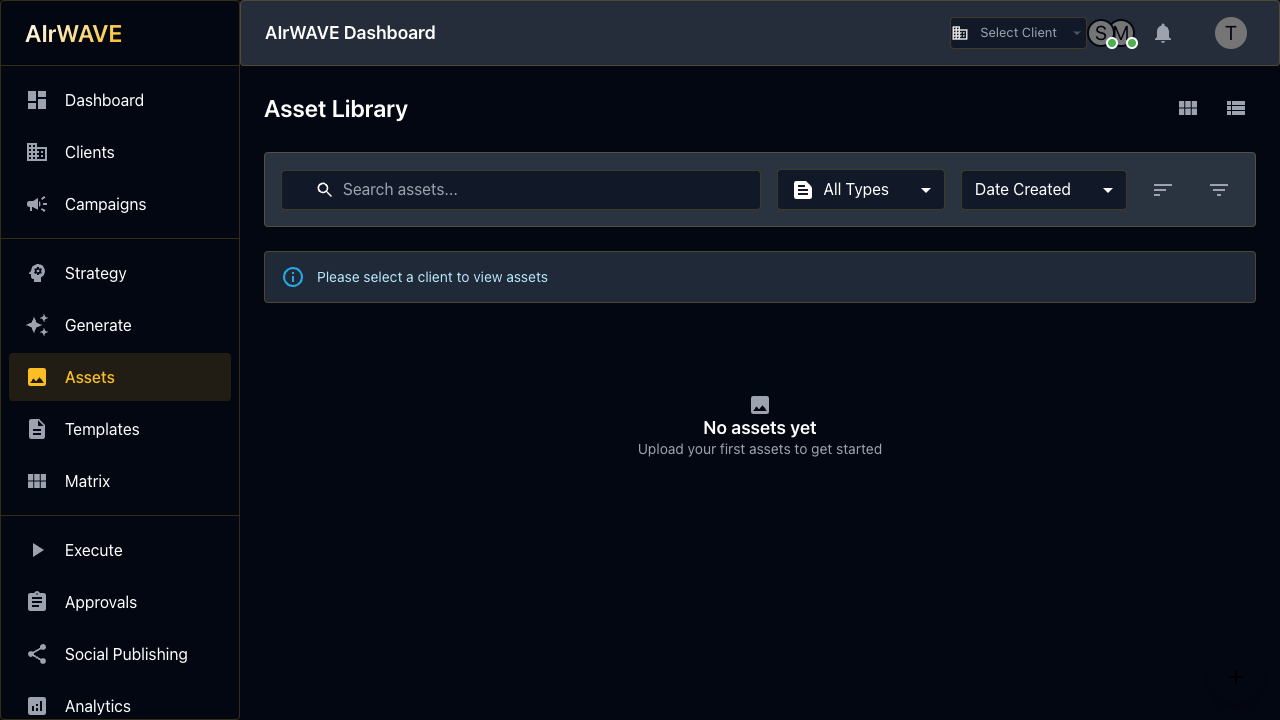 AIrWAVE
AIrWAVE Dashboard
Select Client
S
M
T
Dashboard
Clients
Campaigns
Strategy
Generate
Assets
Templates
Matrix
Execute
Approvals
Social Publishing
Analytics
Asset Library
Search assets...
All Types
Date Created
Please select a client to view assets
No assets yet
Upload your first assets to get started